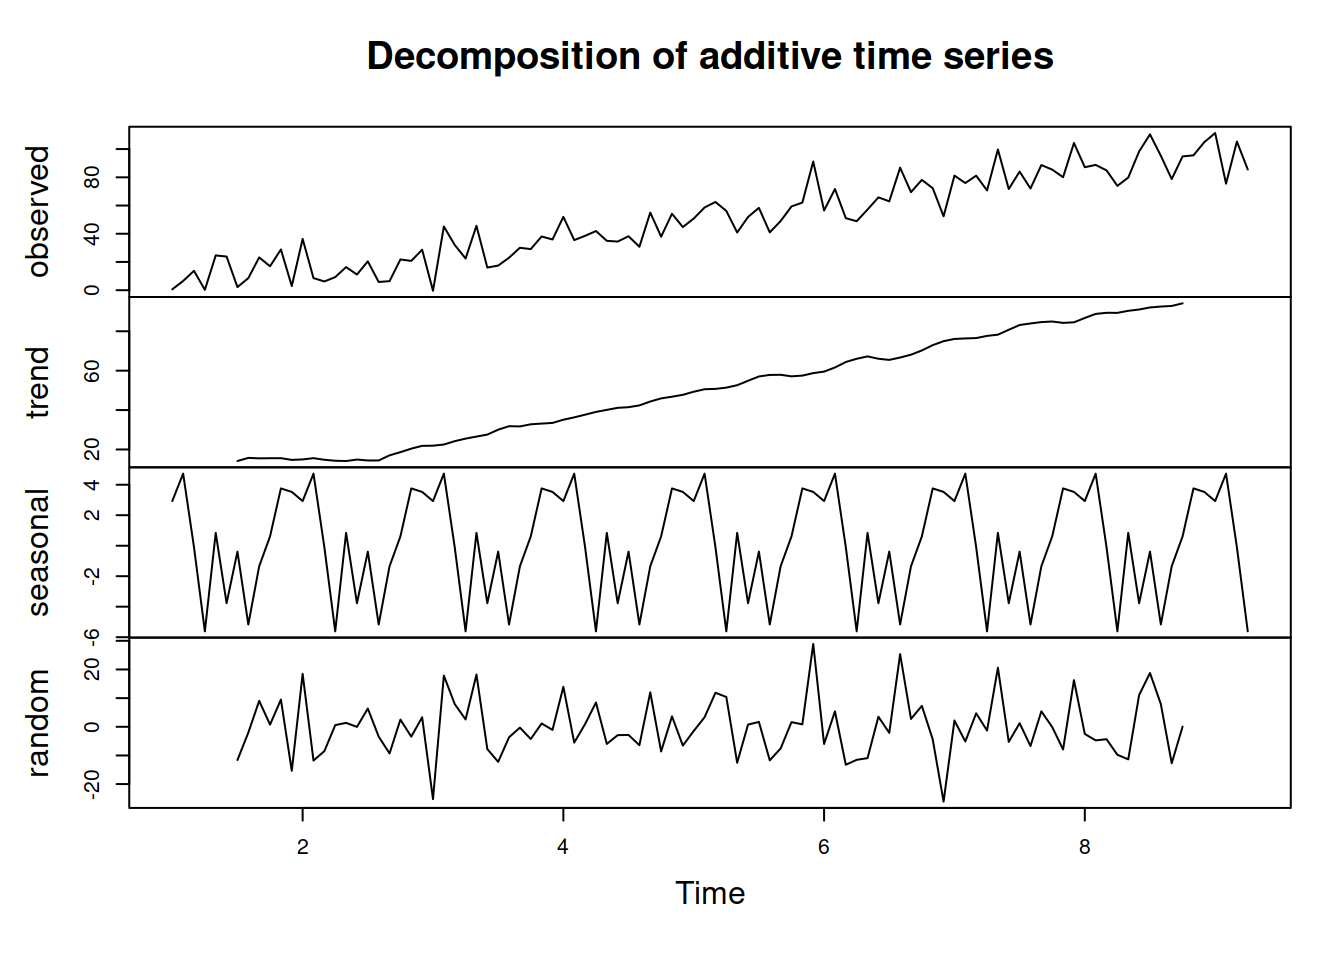 Decomposition of additive time series
observed
0 40 80
trend
20 60
seasonal
-6 -2 2 4
random
-20 0 20
2 4 6 8
Time